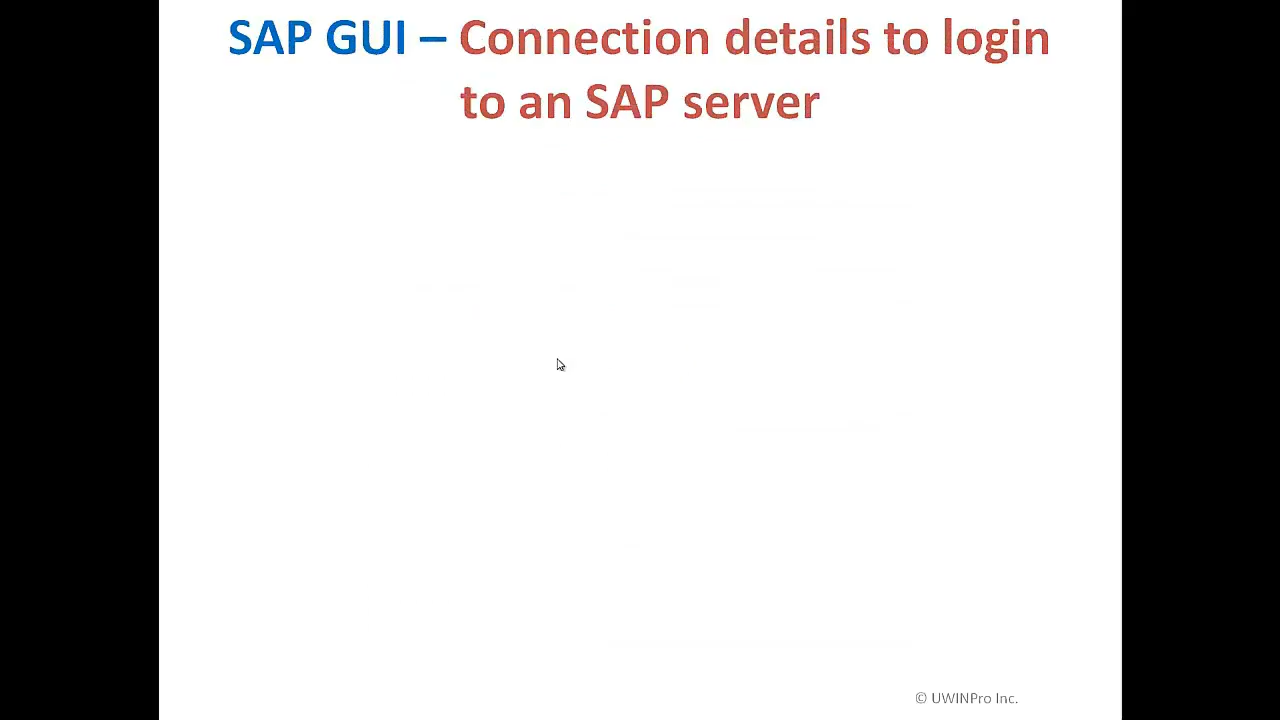 SAP GUI – Connection details to login
to an SAP server
© UWINPro Inc.